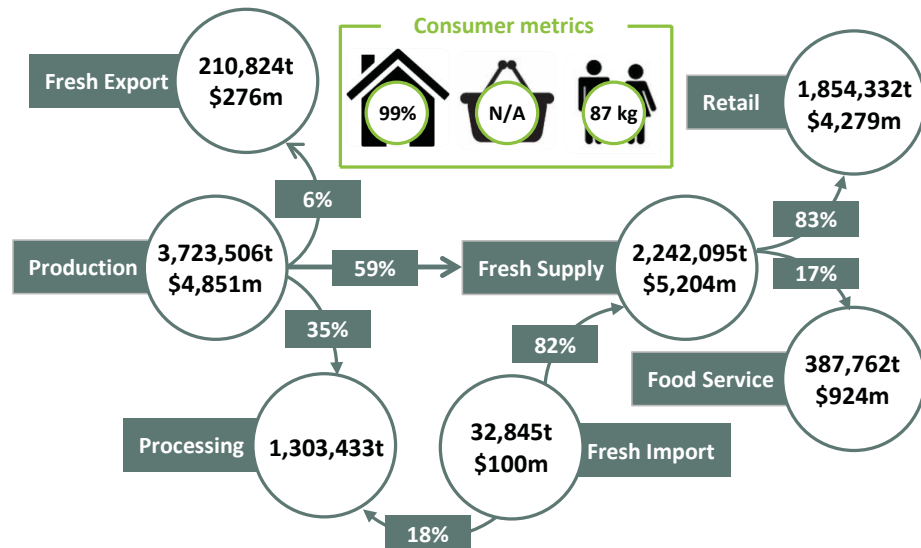 Consumer metrics
99%
N/A
87 kg
Fresh Export
210,824t
$276m
Retail
1,854,332t
$4,279m
6%
83%
Production
3,723,506t
$4,851m
59%
Fresh Supply
2,242,095t
$5,204m
17%
35%
82%
Food Service
387,762t
$924m
Processing
1,303,433t
32,845t
$100m
Fresh Import
18%